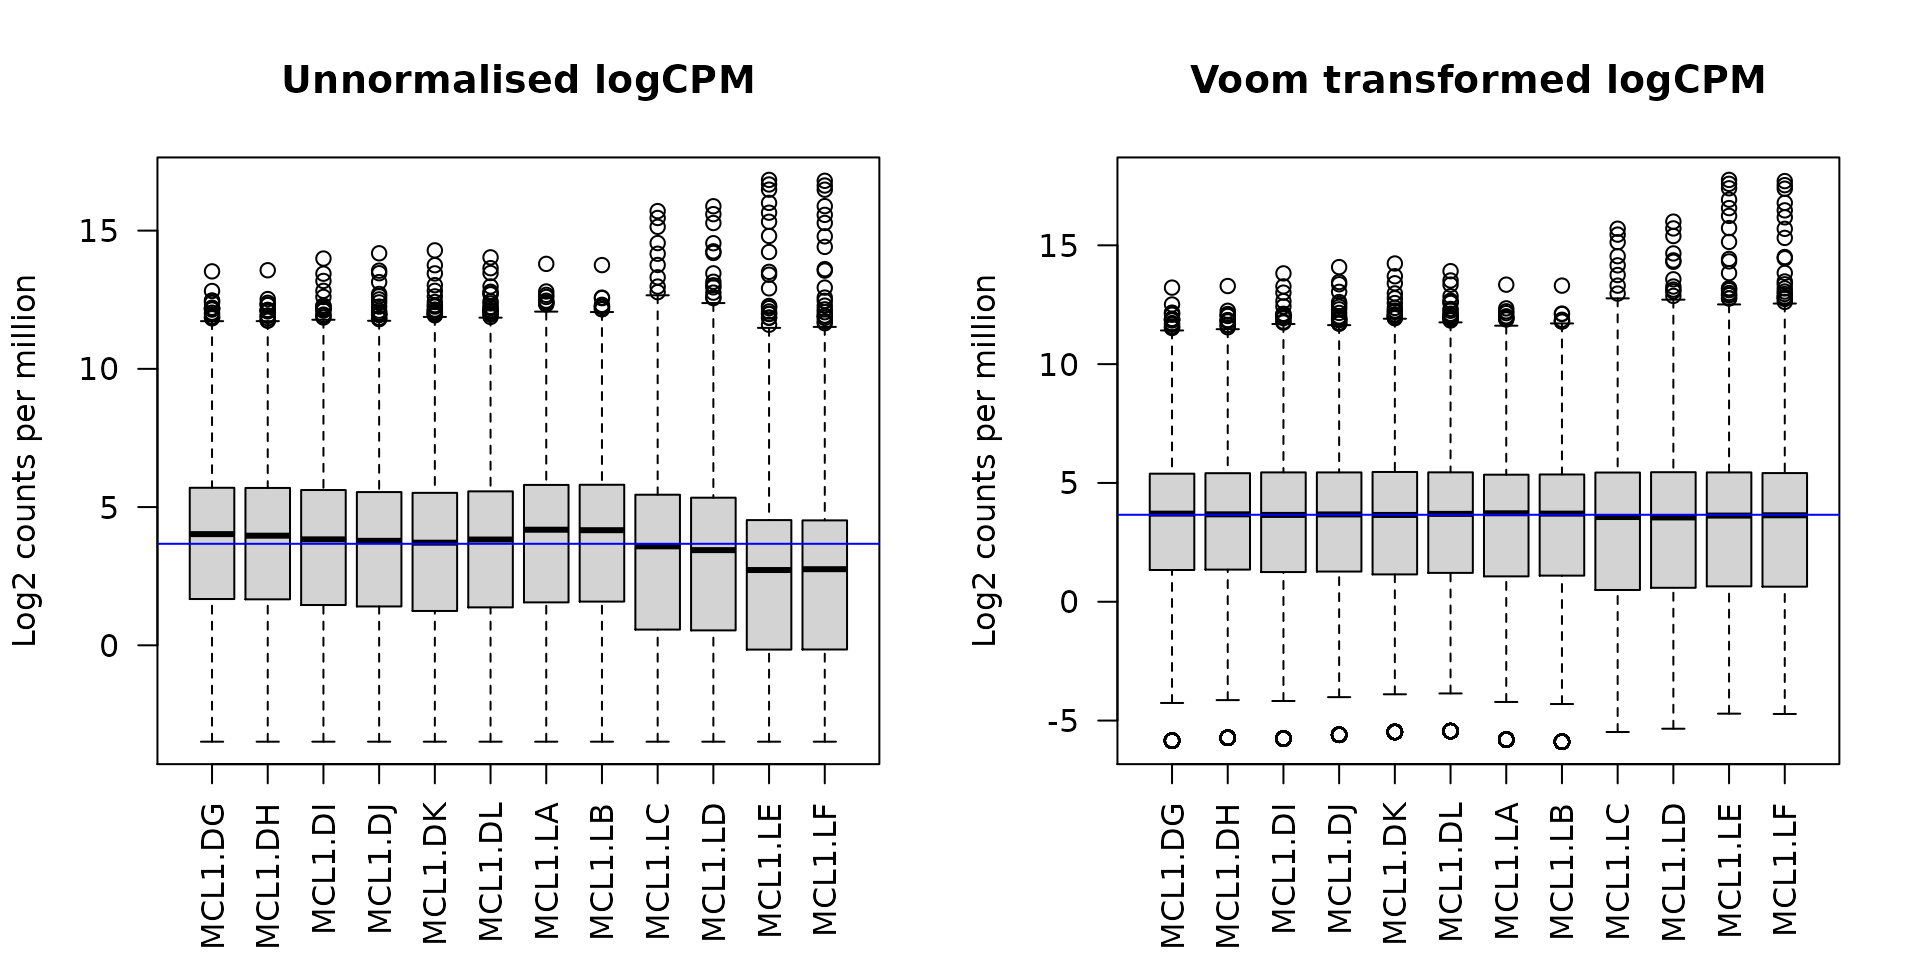 Unnormalised logCPM
Log2 counts per million
15
10
5
0
MCL1.DG
MCL1.DH
MCL1.DI
MCL1.DJ
MCL1.DK
MCL1.DL
MCL1.LA
MCL1.LB
MCL1.LC
MCL1.LD
MCL1.LE
MCL1.LF
Voom transformed logCPM
Log2 counts per million
15
10
5
0
-5
MCL1.DG
MCL1.DH
MCL1.DI
MCL1.DJ
MCL1.DK
MCL1.DL
MCL1.LA
MCL1.LB
MCL1.LC
MCL1.LD
MCL1.LE
MCL1.LF